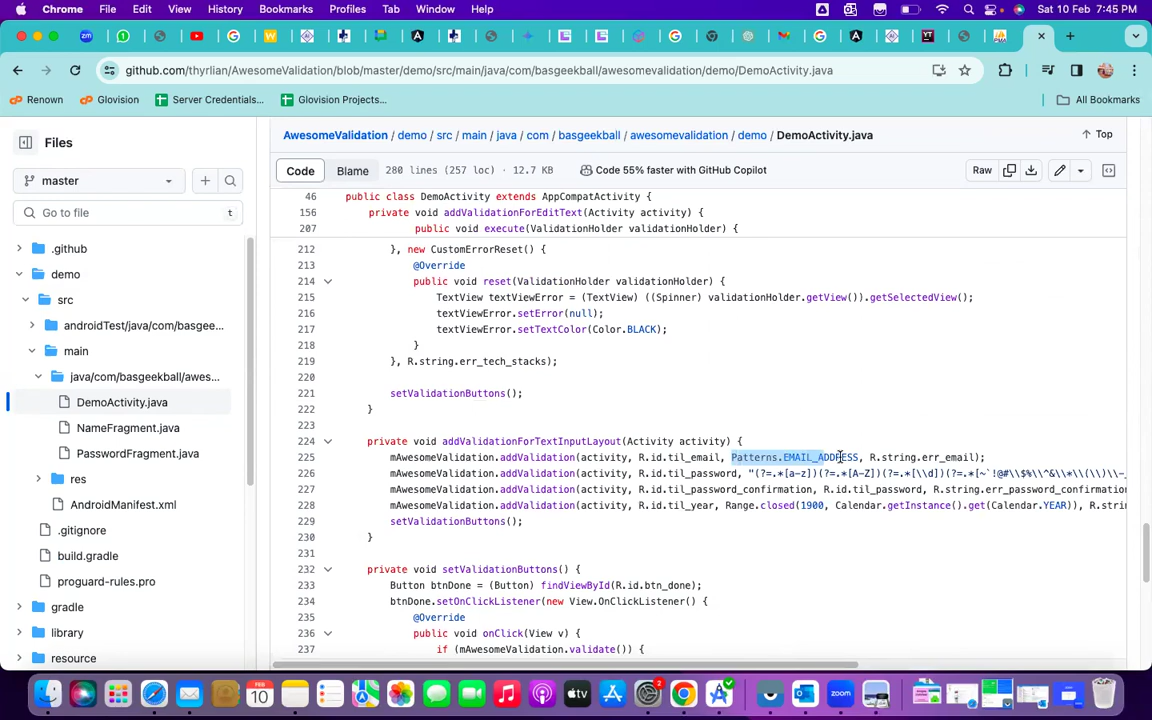 Chrome File Edit View History Bookmarks Profiles Tab Window Help Sat 10 Feb 7:45 PM
github.com/thyrlian/AwesomeValidation/blob/master/demo/src/main/java/com/basgeekball/awesomevalidation/demo/DemoActivity.java
Renown Glovision Server Credentials... Glovision Projects... All Bookmarks
Files
master
Go to file t
.github
demo
src
androidTest/java/com/basgee...
main
java/com/basgeekball/awes...
DemoActivity.java
NameFragment.java
PasswordFragment.java
res
AndroidManifest.xml
.gitignore
build.gradle
proguard-rules.pro
gradle
library
resource
AwesomeValidation / demo / src / main / java / com / basgeekball / awesomevalidation / demo / DemoActivity.java Top
Code Blame 280 lines (257 loc) · 12.7 KB Code 55% faster with GitHub Copilot Raw
46 public class DemoActivity extends AppCompatActivity {
156 private void addValidationForEditText(Activity activity) {
207 public void execute(ValidationHolder validationHolder) {
212 }, new CustomErrorReset() {
213 @Override
214 public void reset(ValidationHolder validationHolder) {
215 TextView textViewError = (TextView) ((Spinner) validationHolder.getView()).getSelectedView();
216 textViewError.setError(null);
217 textViewError.setTextColor(Color.BLACK);
218 }
219 }, R.string.err_tech_stacks);
220
221 setValidationButtons();
222 }
223
224 private void addValidationForTextInputLayout(Activity activity) {
225 mAwesomeValidation.addValidation(activity, R.id.til_email, Patterns.EMAIL_ADDRESS, R.string.err_email);
226 mAwesomeValidation.addValidation(activity, R.id.til_password, "(?=.*[a-z])(?=.*[A-Z])(?=.*[\\d])(?=.*[~`!@#\\$%\\^&\\*\\(\\)\\-_
227 mAwesomeValidation.addValidation(activity, R.id.til_password_confirmation, R.id.til_password, R.string.err_password_confirmation
228 mAwesomeValidation.addValidation(activity, R.id.til_year, Range.closed(1900, Calendar.getInstance().get(Calendar.YEAR)), R.stri
229 setValidationButtons();
230 }
231
232 private void setValidationButtons() {
233 Button btnDone = (Button) findViewById(R.id.btn_done);
234 btnDone.setOnClickListener(new View.OnClickListener() {
235 @Override
236 public void onClick(View v) {
237 if (mAwesomeValidation.validate()) {